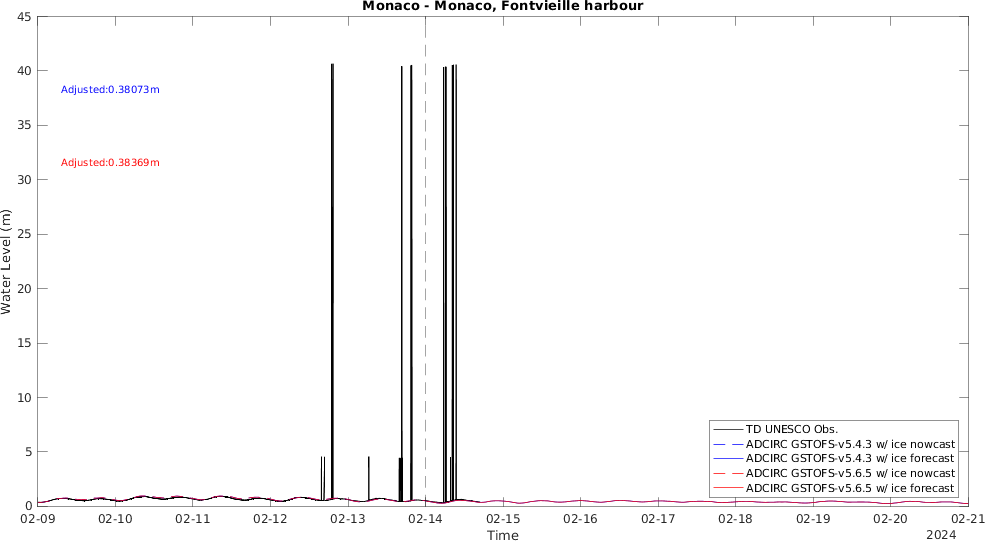 Monaco - Monaco, Fontvieille harbour
45
40
35
30
25
20
15
10
5
0
Water Level (m)
Adjusted:0.38073m
Adjusted:0.38369m
TD UNESCO Obs.
ADCIRC GSTOFS-v5.4.3 w/ ice nowcast
ADCIRC GSTOFS-v5.4.3 w/ ice forecast
ADCIRC GSTOFS-v5.6.5 w/ ice nowcast
ADCIRC GSTOFS-v5.6.5 w/ ice forecast
02-09 02-10 02-11 02-12 02-13 02-14 02-15 02-16 02-17 02-18 02-19 02-20 02-21
Time
2024